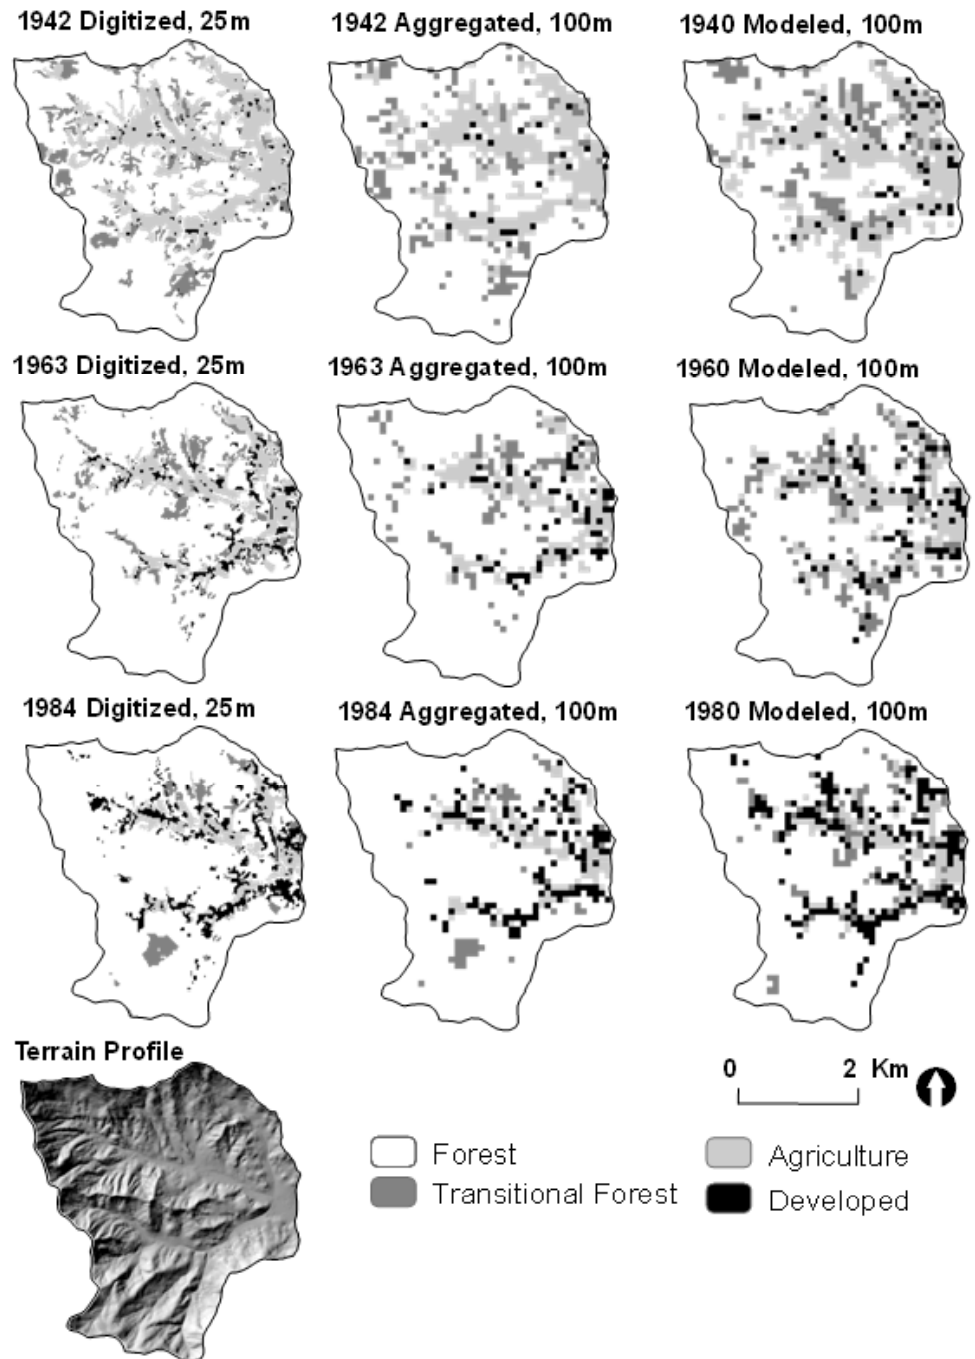 1942 Digitized, 25m
1942 Aggregated, 100m
1940 Modeled, 100m
1963 Digitized, 25m
1963 Aggregated, 100m
1960 Modeled, 100m
1984 Digitized, 25m
1984 Aggregated, 100m
1980 Modeled, 100m
Terrain Profile
0 2 Km
Forest
Transitional Forest
Agriculture
Developed